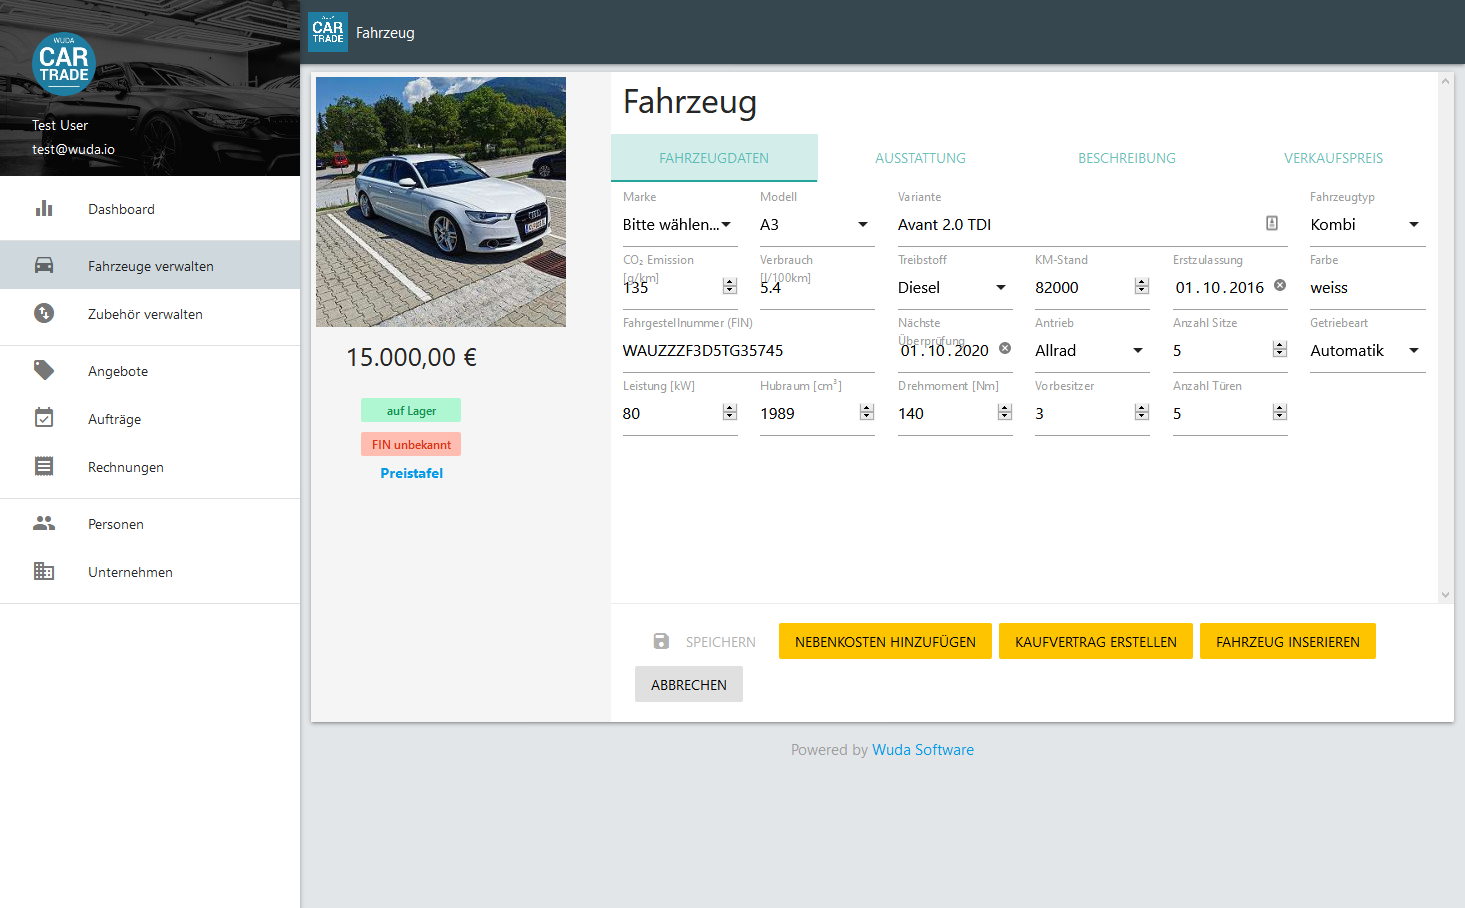 WUDA
CAR
TRADE
Test User
test@wuda.io
Dashboard
Fahrzeuge verwalten
Zubehör verwalten
Angebote
Aufträge
Rechnungen
Personen
Unternehmen
CAR
TRADE
Fahrzeug
15.000,00 €
auf Lager
FIN unbekannt
Preistafel
Fahrzeug
FAHRZEUGDATEN AUSSTATTUNG BESCHREIBUNG VERKAUFSPREIS
Marke Modell Variante Fahrzeugtyp
Bitte wählen... A3 Avant 2.0 TDI Kombi
CO₂ Emission [g/km] Verbrauch [l/100km] Treibstoff KM-Stand Erstzulassung Farbe
135 5.4 Diesel 82000 01.10.2016 weiss
Fahrgestellnummer (FIN) Nächste Überprüfung Antrieb Anzahl Sitze Getriebeart
WAUZZZF3D5TG35745 01.10.2020 Allrad 5 Automatik
Leistung [kW] Hubraum [cm³] Drehmoment [Nm] Vorbesitzer Anzahl Türen
80 1989 140 3 5
SPEICHERN NEBENKOSTEN HINZUFÜGEN KAUFVERTRAG ERSTELLEN FAHRZEUG INSERIEREN
ABBRECHEN
Powered by Wuda Software